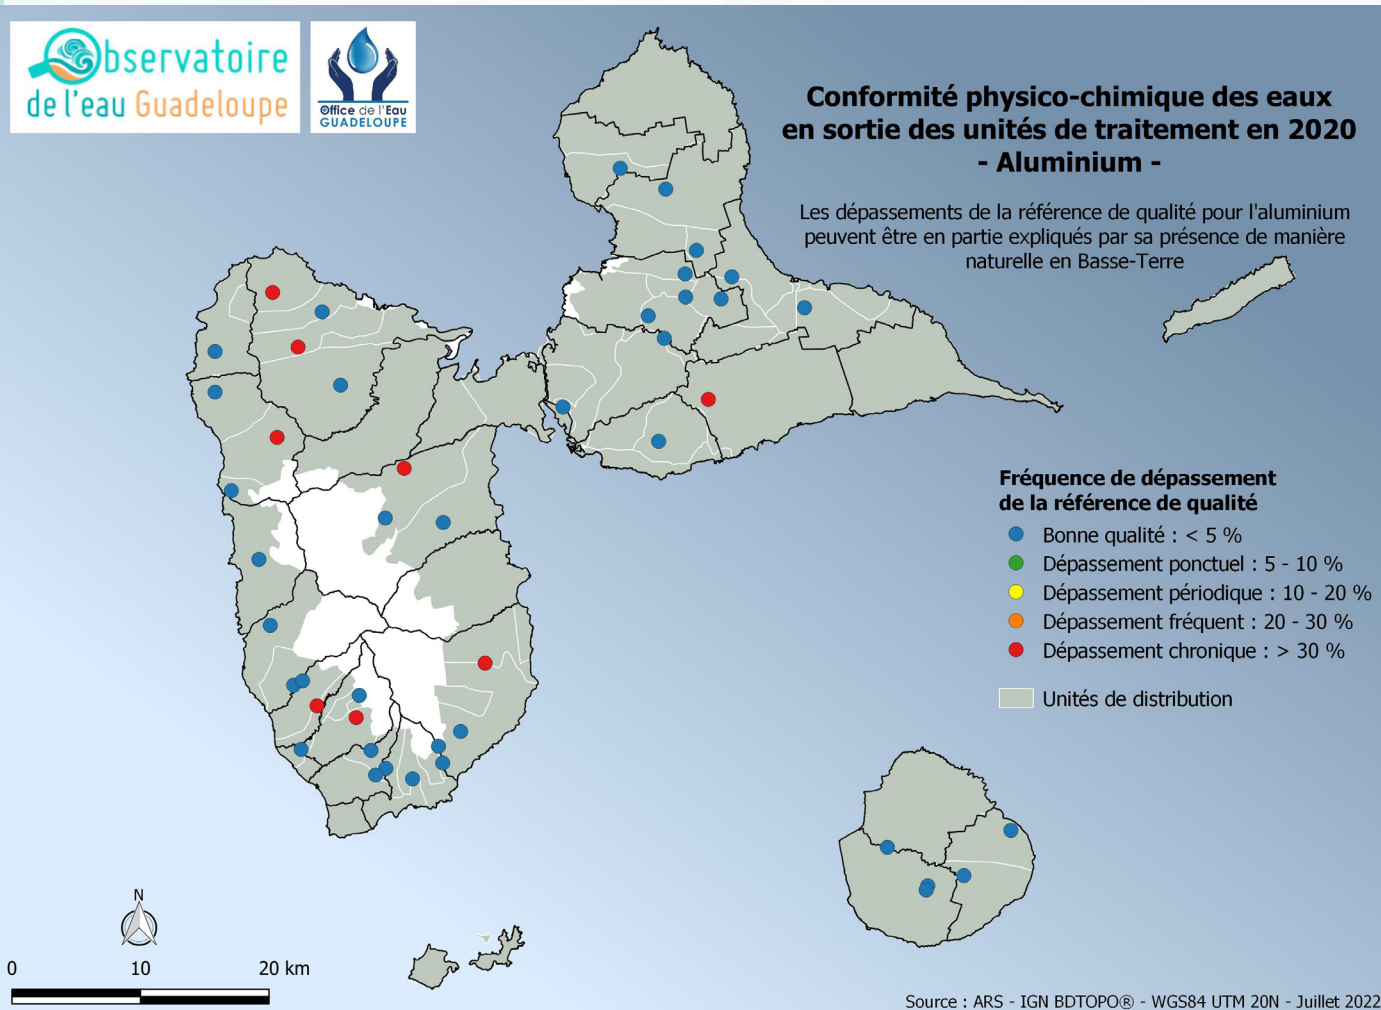 Observatoire
de l'eau Guadeloupe
Office de l'Eau
GUADELOUPE
Conformité physico-chimique des eaux
en sortie des unités de traitement en 2020
- Aluminium -
Les dépassements de la référence de qualité pour l'aluminium
peuvent être en partie expliqués par sa présence de manière
naturelle en Basse-Terre
Fréquence de dépassement
de la référence de qualité
Bonne qualité : < 5 %
Dépassement ponctuel : 5 - 10 %
Dépassement périodique : 10 - 20 %
Dépassement fréquent : 20 - 30 %
Dépassement chronique : > 30 %
Unités de distribution
N
0 10 20 km
Source : ARS - IGN BDTOPO® - WGS84 UTM 20N - Juillet 2022